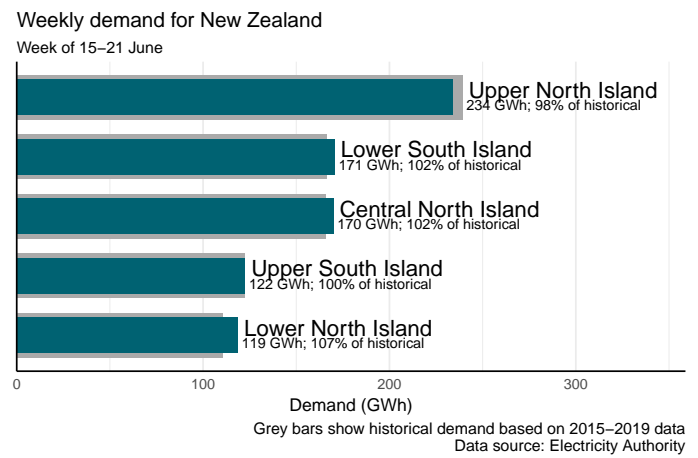 Weekly demand for New Zealand
Week of 15−21 June
Upper North Island
234 GWh; 98% of historical
Lower South Island
171 GWh; 102% of historical
Central North Island
170 GWh; 102% of historical
Upper South Island
122 GWh; 100% of historical
Lower North Island
119 GWh; 107% of historical
0 100 200 300
Demand (GWh)
Grey bars show historical demand based on 2015−2019 data
Data source: Electricity Authority